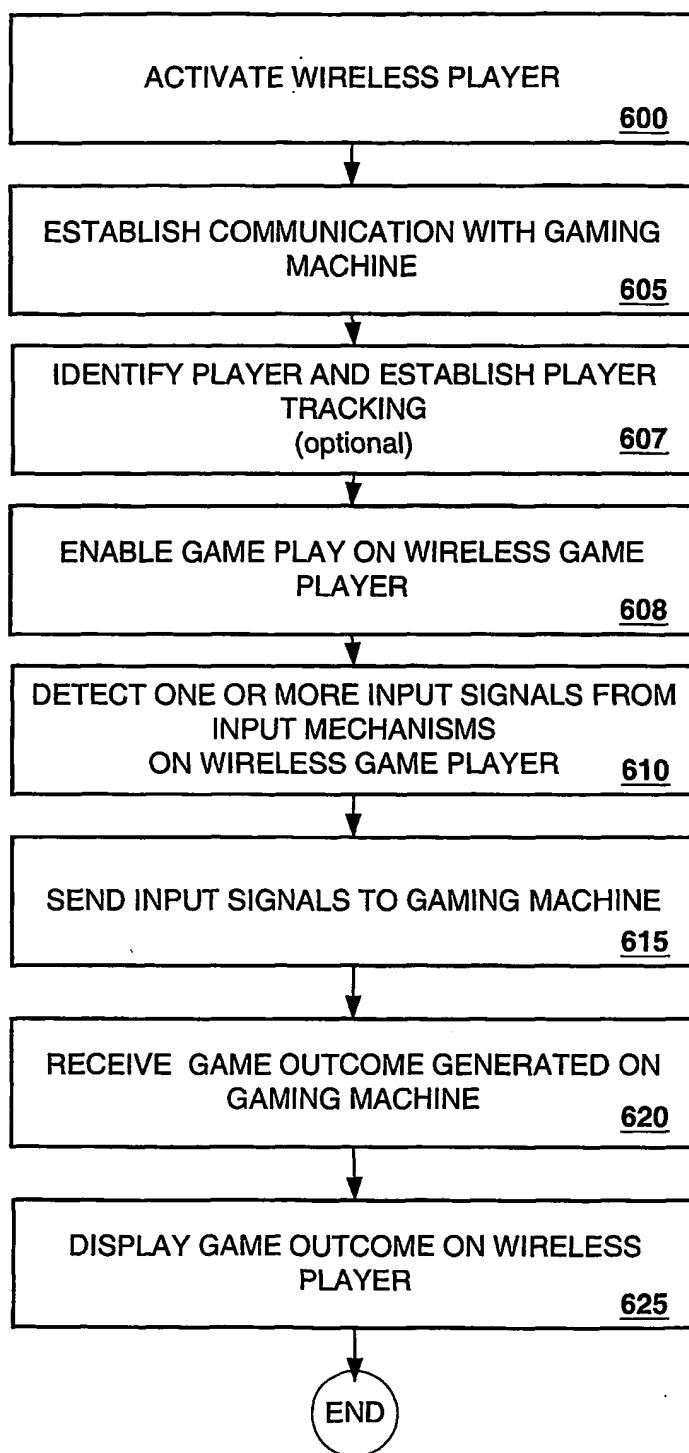 ACTIVATE WIRELESS PLAYER
600
ESTABLISH COMMUNICATION WITH GAMING
MACHINE
605
IDENTIFY PLAYER AND ESTABLISH PLAYER
TRACKING
(optional)
607
ENABLE GAME PLAY ON WIRELESS GAME
PLAYER
608
DETECT ONE OR MORE INPUT SIGNALS FROM
INPUT MECHANISMS
ON WIRELESS GAME PLAYER
610
SEND INPUT SIGNALS TO GAMING MACHINE
615
RECEIVE GAME OUTCOME GENERATED ON
GAMING MACHINE
620
DISPLAY GAME OUTCOME ON WIRELESS
PLAYER
625
END